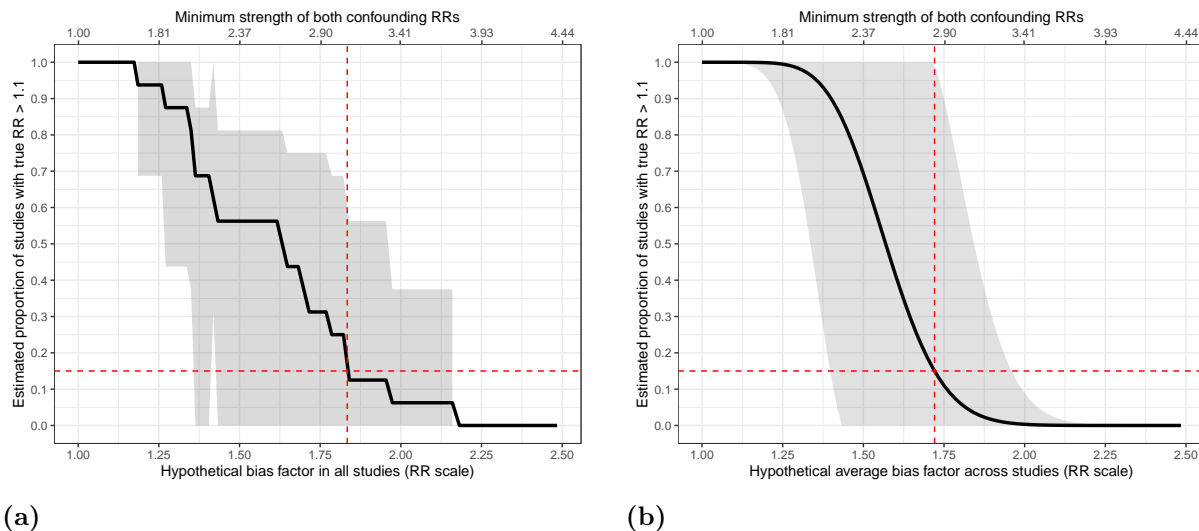 Minimum strength of both confounding RRs
1.00 1.81 2.37 2.90 3.41 3.93 4.44
Estimated proportion of studies with true RR > 1.1
1.0
0.9
0.8
0.7
0.6
0.5
0.4
0.3
0.2
0.1
0.0
1.00 1.25 1.50 1.75 2.00 2.25 2.50
Hypothetical bias factor in all studies (RR scale)
(a)
Minimum strength of both confounding RRs
1.00 1.81 2.37 2.90 3.41 3.93 4.44
Estimated proportion of studies with true RR > 1.1
1.0
0.9
0.8
0.7
0.6
0.5
0.4
0.3
0.2
0.1
0.0
1.00 1.25 1.50 1.75 2.00 2.25 2.50
Hypothetical average bias factor across studies (RR scale)
(b)